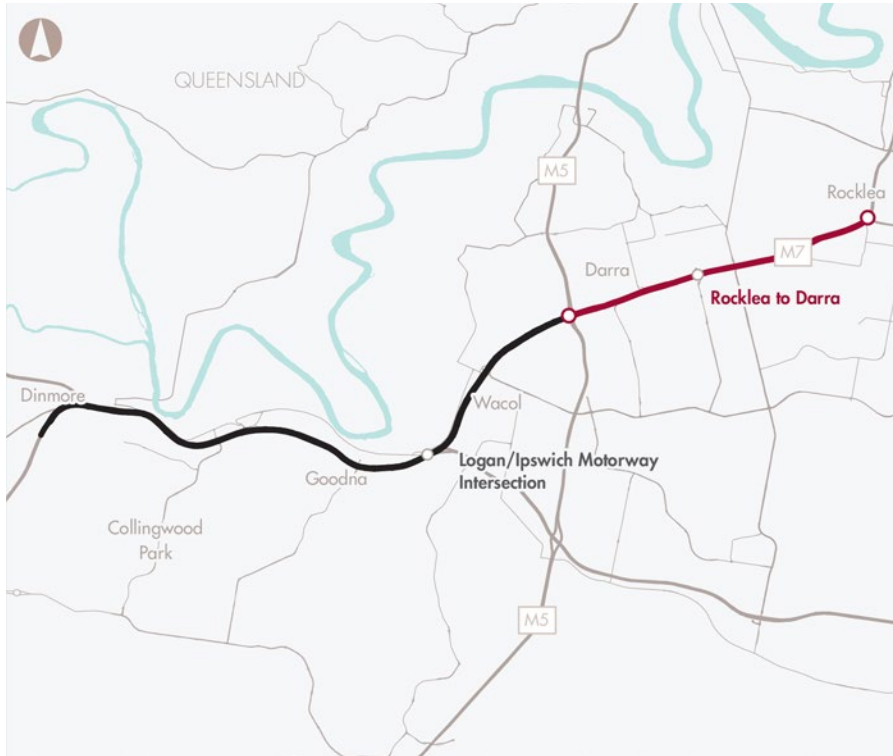 QUEENSLAND
M5
Rocklea
M7
Darra
Rocklea to Darra
Dinmore
Wacol
Logan/Ipswich Motorway
Intersection
Goodna
Collingwood
Park
M5